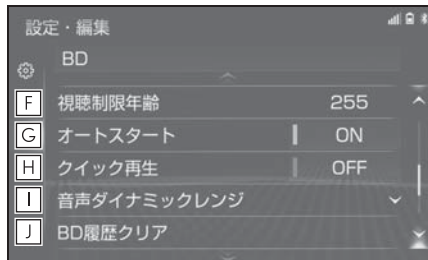 設定・編集
BD
F 視聴制限年齢 255
G オートスタート ON
H クイック再生 OFF
I 音声ダイナミックレンジ
J BD履歴クリア